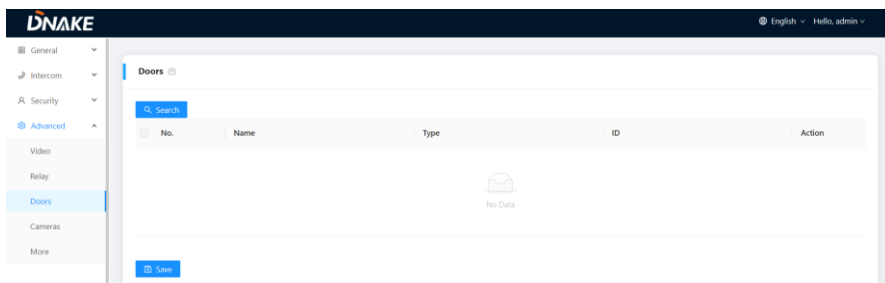 DNAKE
English
Hello, admin
General
Intercom
Security
Advanced
Video
Relay
Doors
Cameras
More
Doors
Search
No. Name Type ID Action
No Data
Save